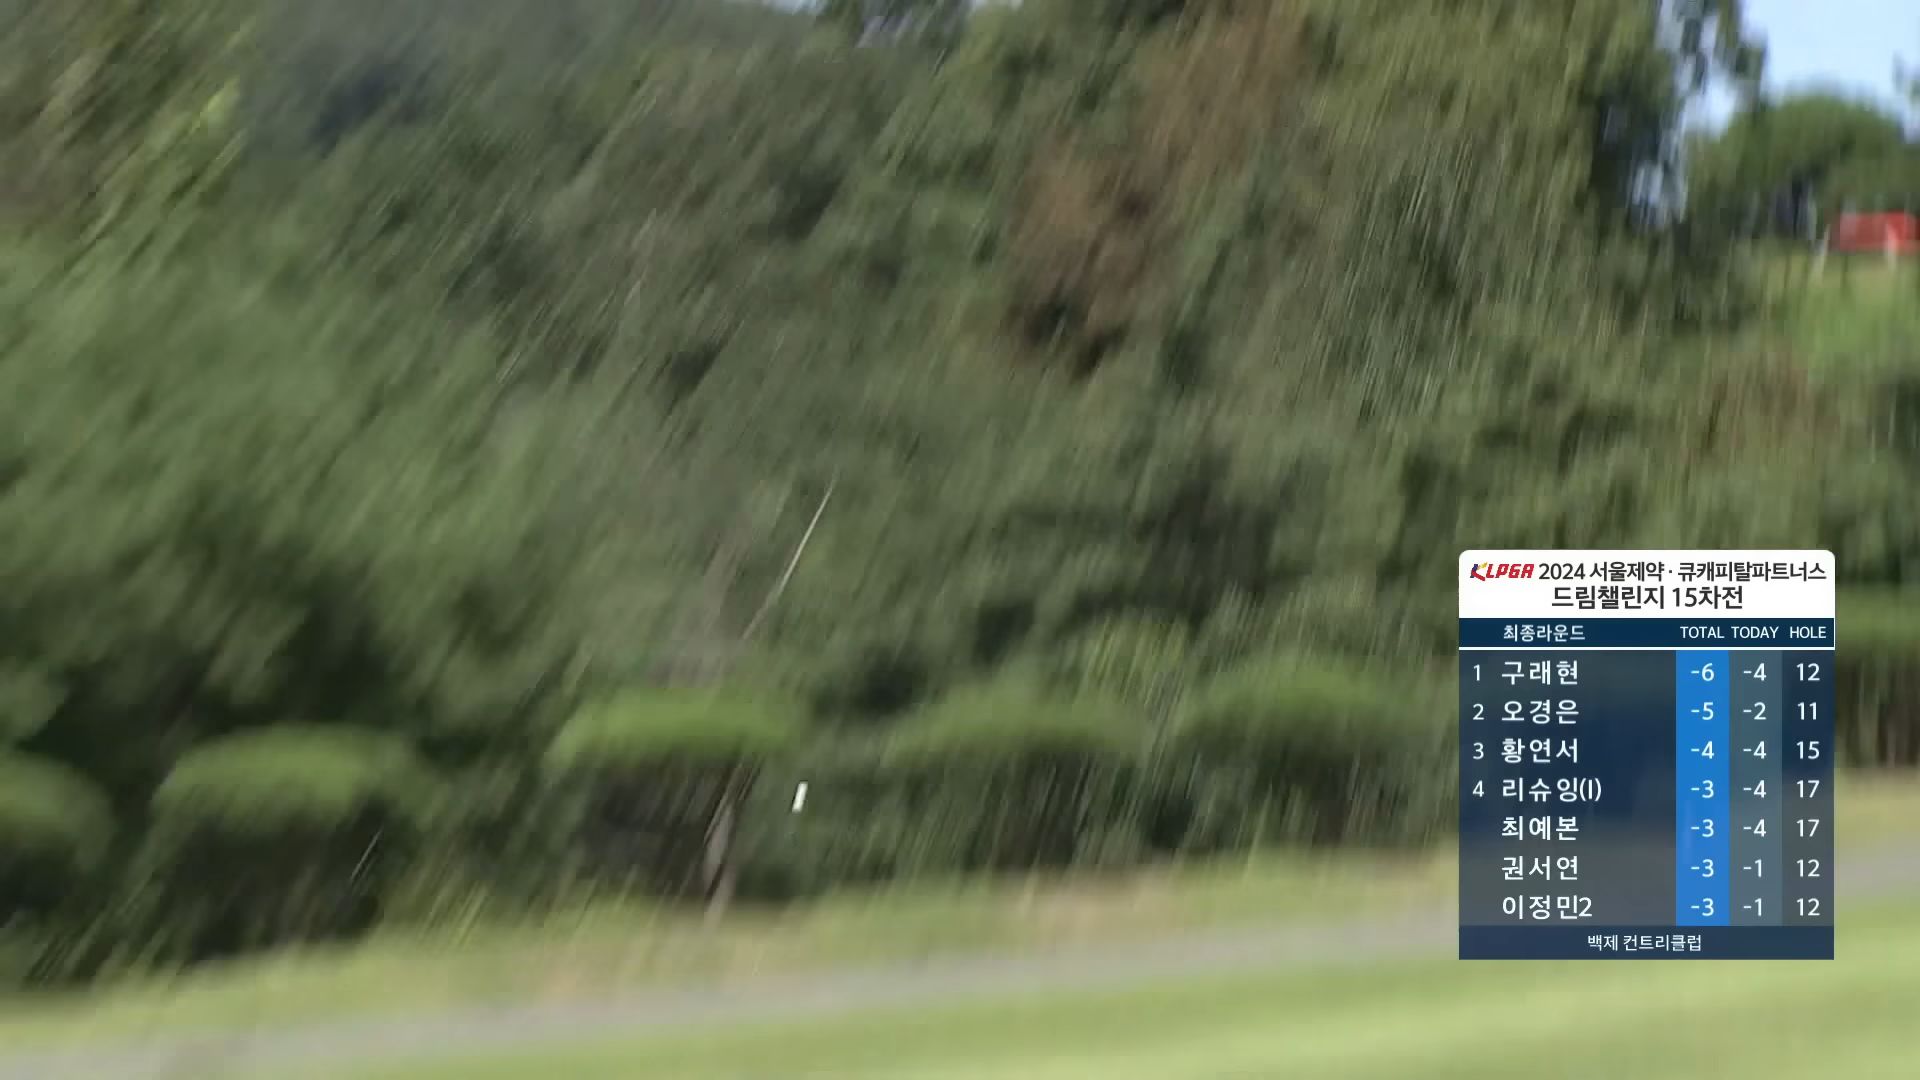 KLPGA 2024 서울제약·큐캐피탈파트너스
드림챌린지 15차전
최종라운드 TOTAL TODAY HOLE
1 구래현 -6 -4 12
2 오경은 -5 -2 11
3 황연서 -4 -4 15
4 리슈잉(I) -3 -4 17
최예본 -3 -4 17
권서연 -3 -1 12
이정민2 -3 -1 12
백제 컨트리클럽